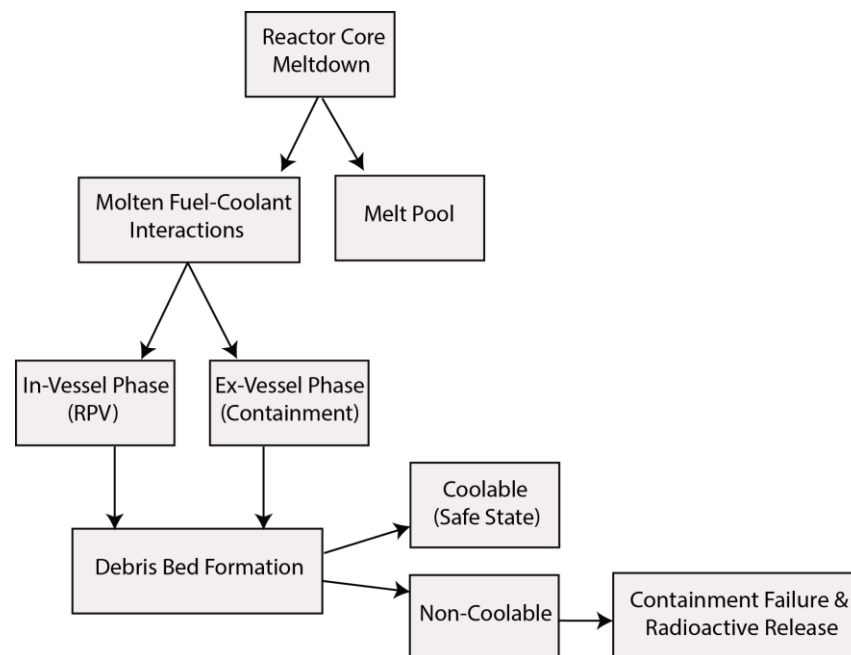 Reactor Core
Meltdown
Molten Fuel-Coolant
Interactions
Melt Pool
In-Vessel Phase
(RPV)
Ex-Vessel Phase
(Containment)
Coolable
(Safe State)
Debris Bed Formation
Non-Coolable
Containment Failure &
Radioactive Release